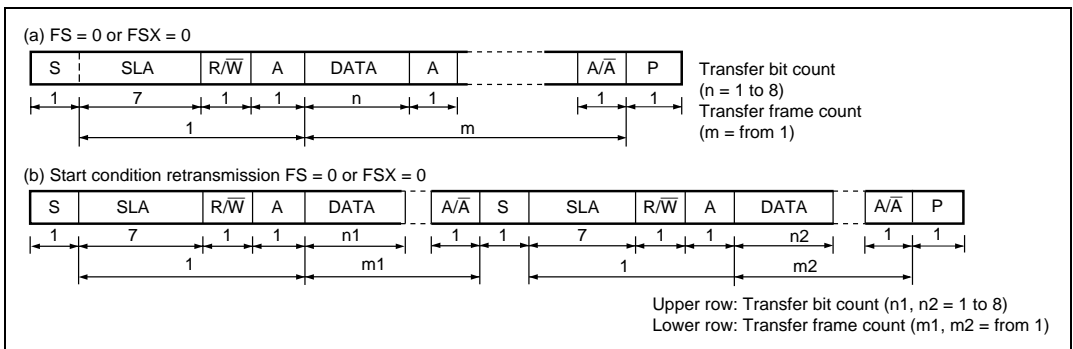 (a) FS = 0 or FSX = 0
S SLA R/W̅ A DATA A A/A̅ P
1 7 1 1 n 1 1 1
1 m
Transfer bit count
(n = 1 to 8)
Transfer frame count
(m = from 1)
(b) Start condition retransmission FS = 0 or FSX = 0
S SLA R/W̅ A DATA A/A̅ S SLA R/W̅ A DATA A/A̅ P
1 7 1 1 n1 1 1 7 1 1 n2 1 1
1 m1 1 m2
Upper row: Transfer bit count (n1, n2 = 1 to 8)
Lower row: Transfer frame count (m1, m2 = from 1)